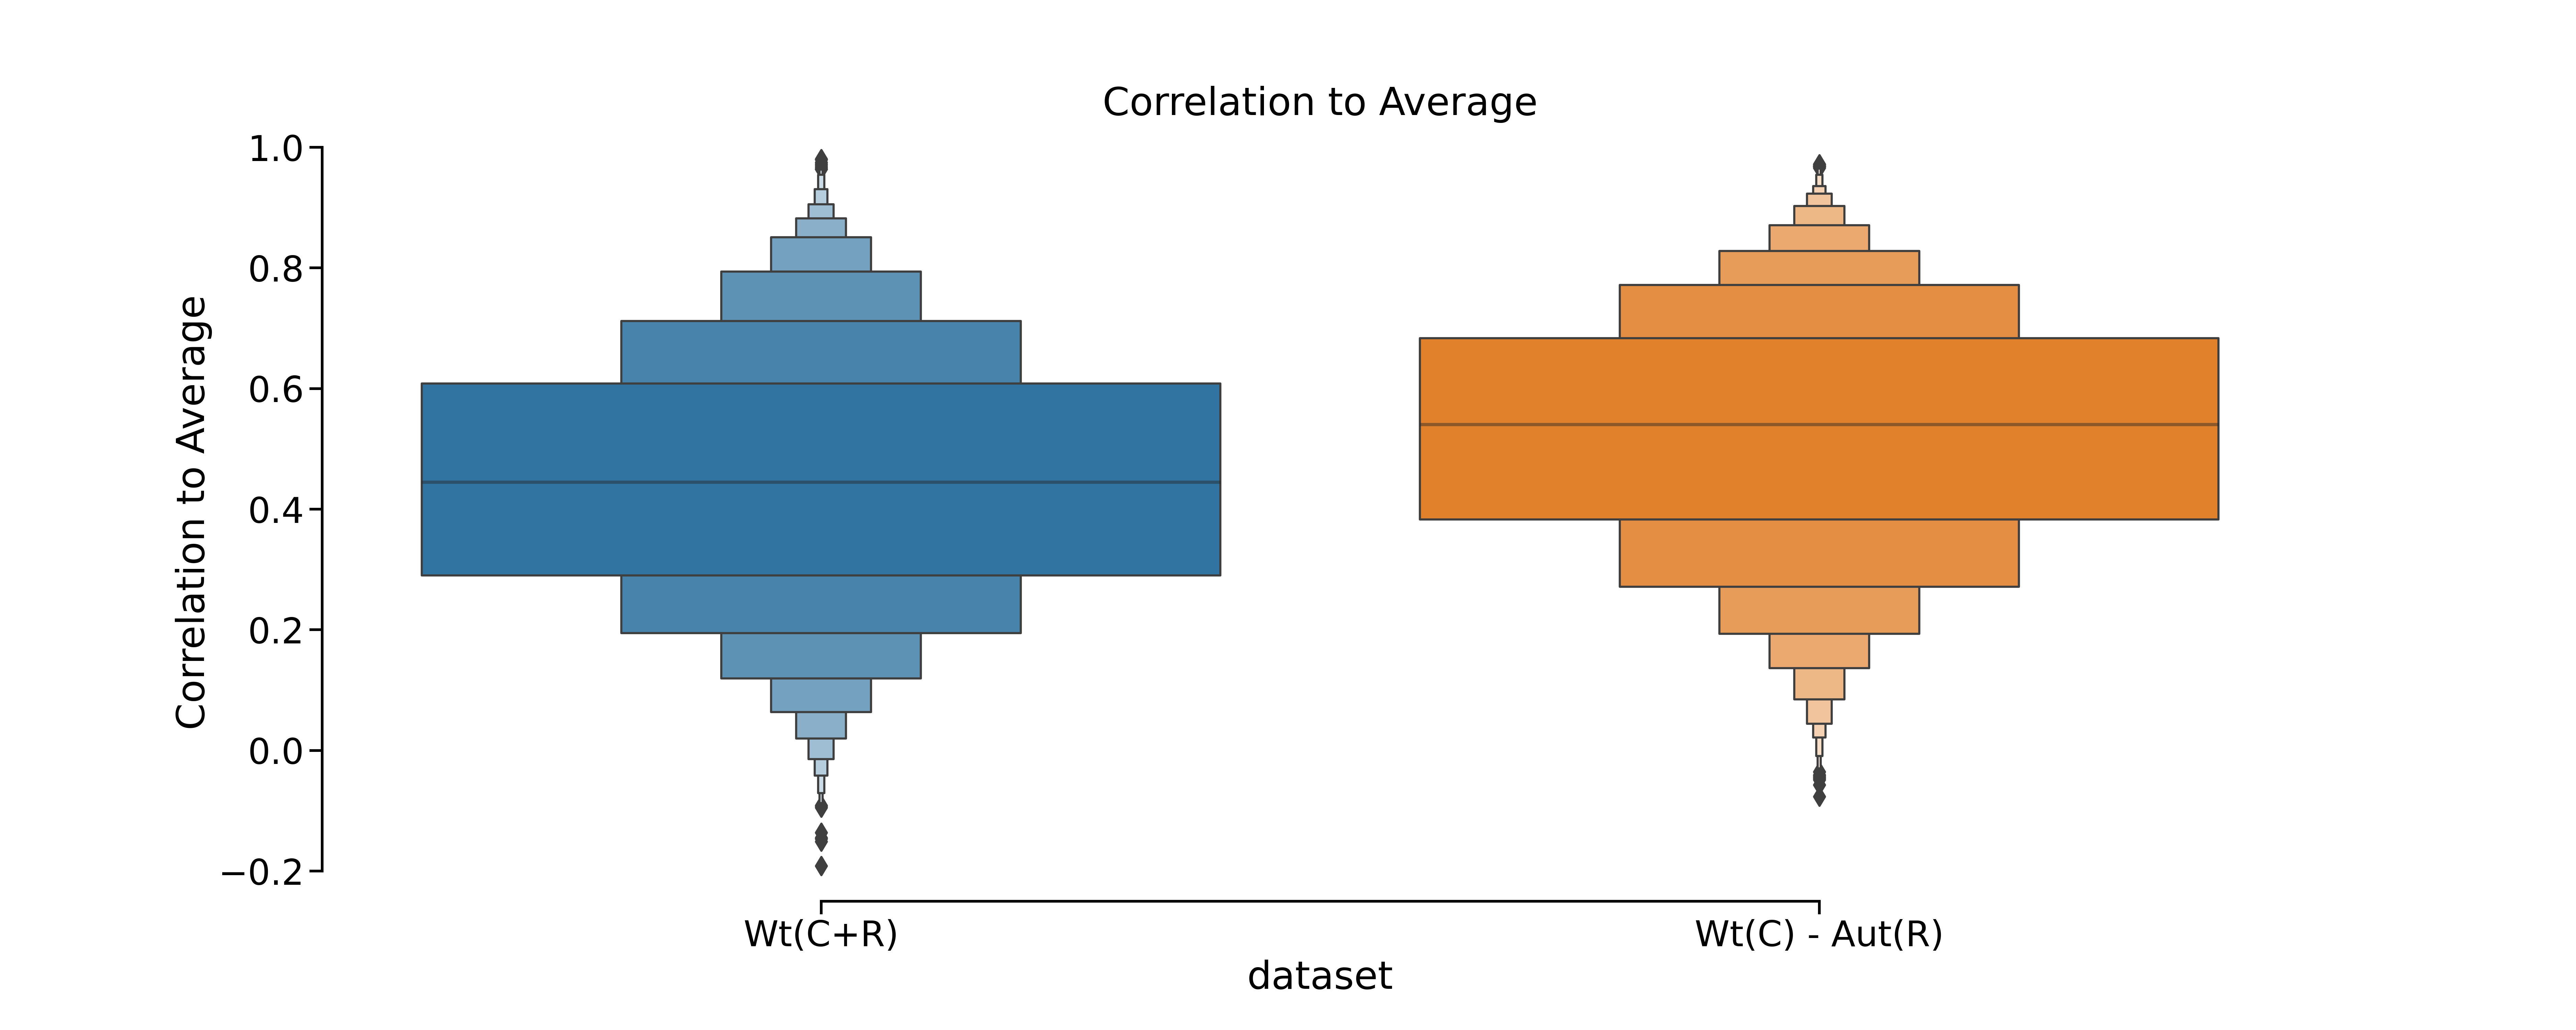 Correlation to Average
1.0
0.8
0.6
0.4
0.2
0.0
−0.2
Correlation to Average
Wt(C+R)
Wt(C) - Aut(R)
dataset